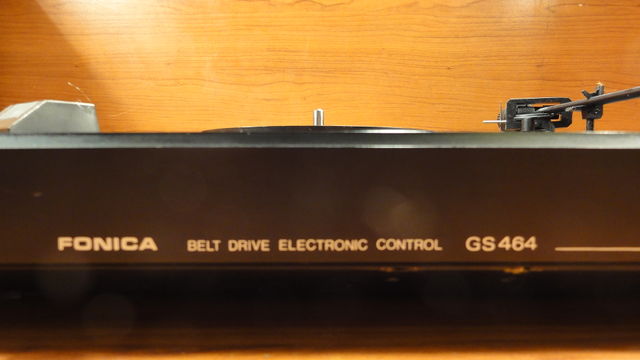 FONICA BELT DRIVE ELECTRONIC CONTROL GS464